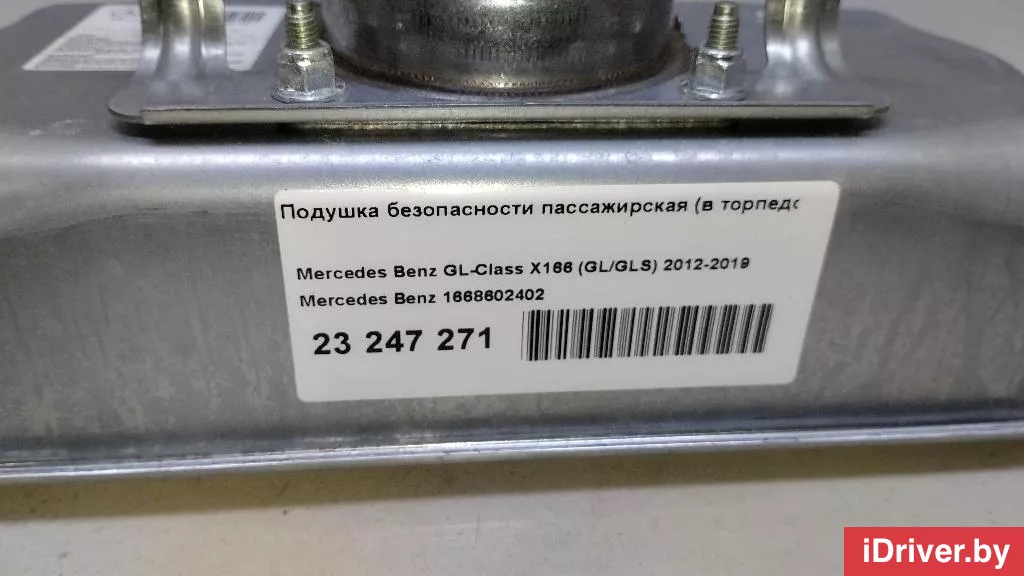 Подушка безопасности пассажирская (в торпедо
Mercedes Benz GL-Class X166 (GL/GLS) 2012-2019
Mercedes Benz 1668602402
23 247 271
iDriver.by